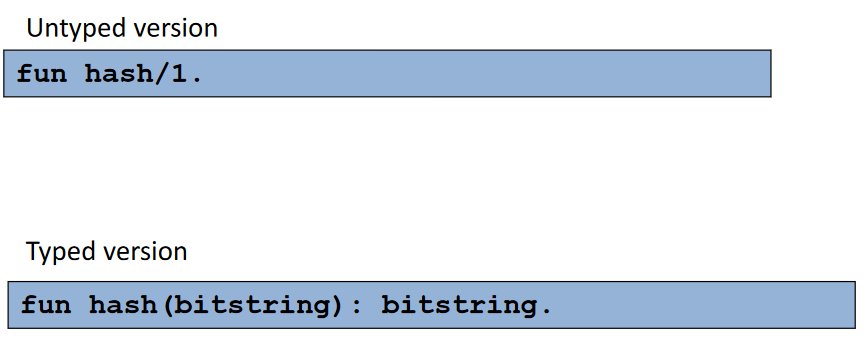 Untyped version
fun hash/1.
Typed version
fun hash(bitstring): bitstring.